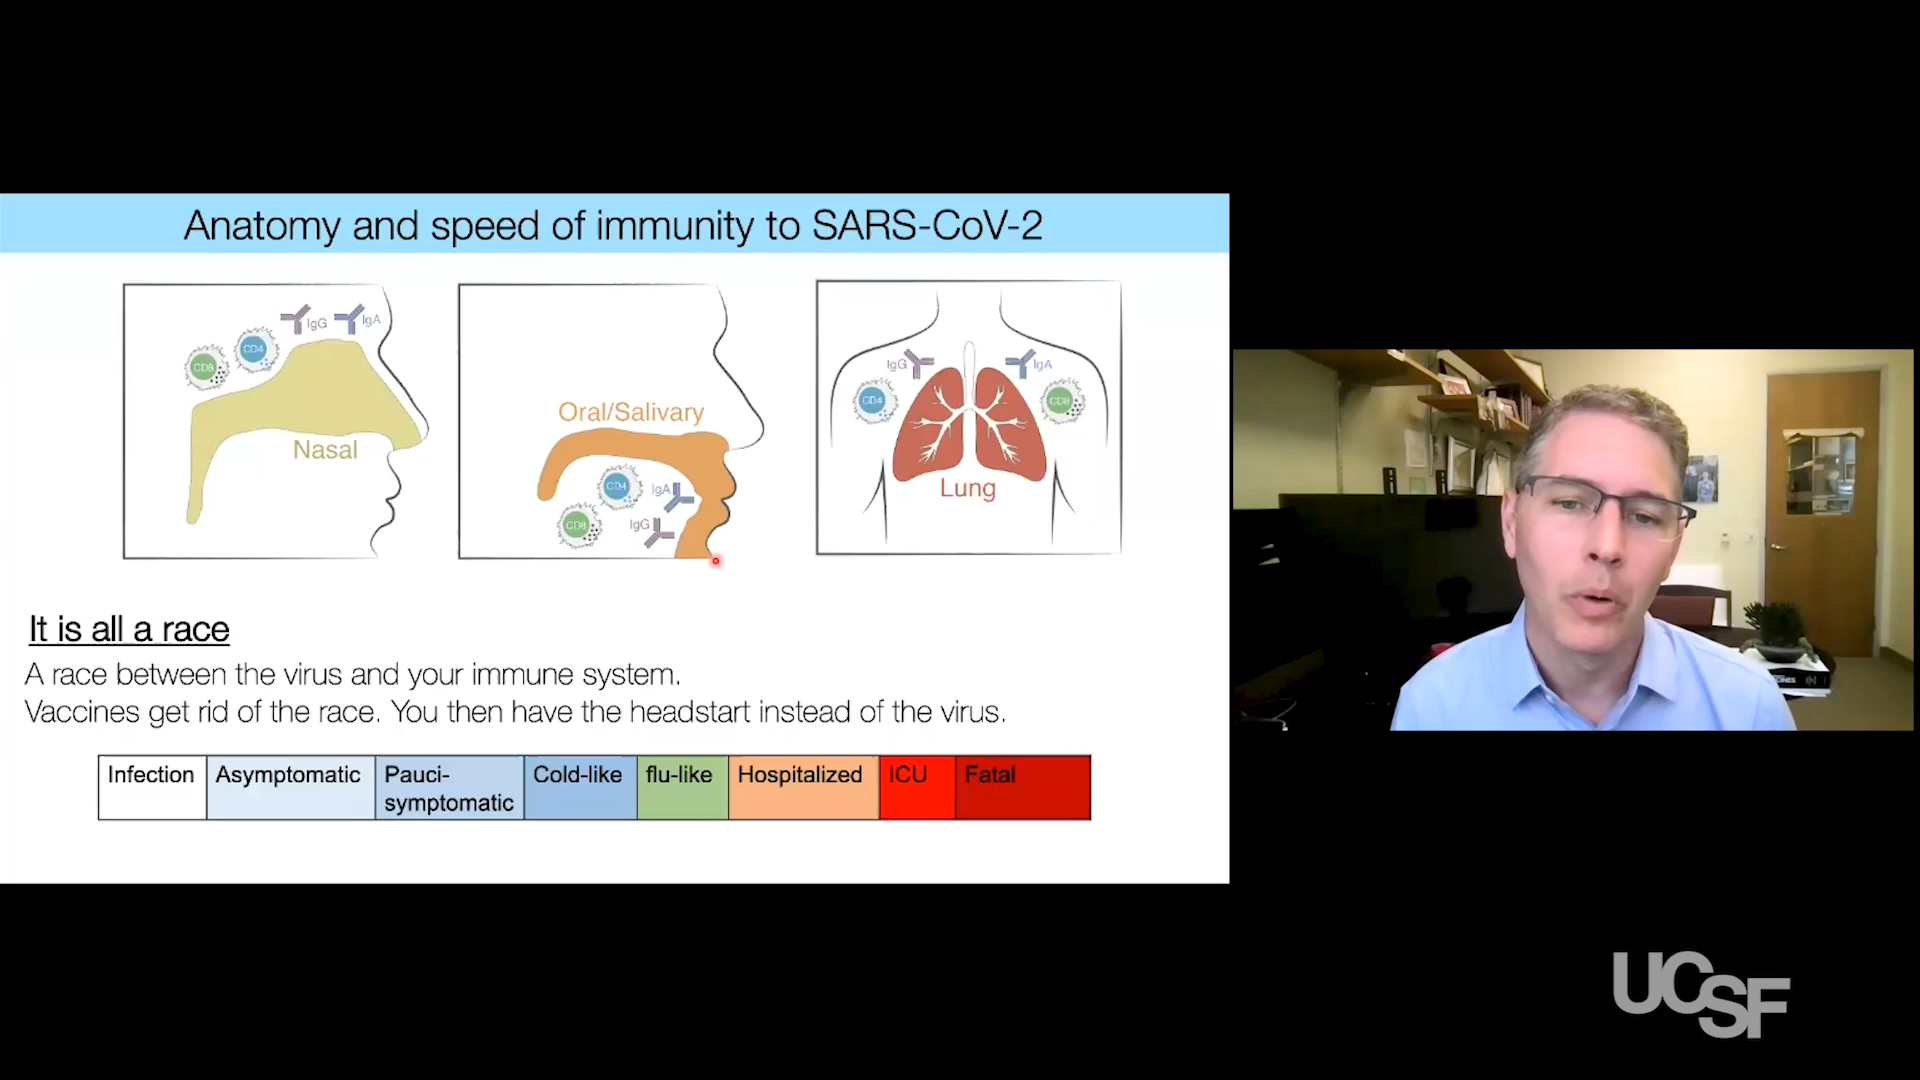 Anatomy and speed of immunity to SARS-CoV-2
IgG
IgA
CD4
CD8
Nasal
Oral/Salivary
CD4
IgA
CD8
IgG
IgG
IgA
CD4
CD8
Lung
It is all a race
A race between the virus and your immune system.
Vaccines get rid of the race. You then have the headstart instead of the virus.
Infection
Asymptomatic
Pauci-
symptomatic
Cold-like
flu-like
Hospitalized
ICU
Fatal
UCSF